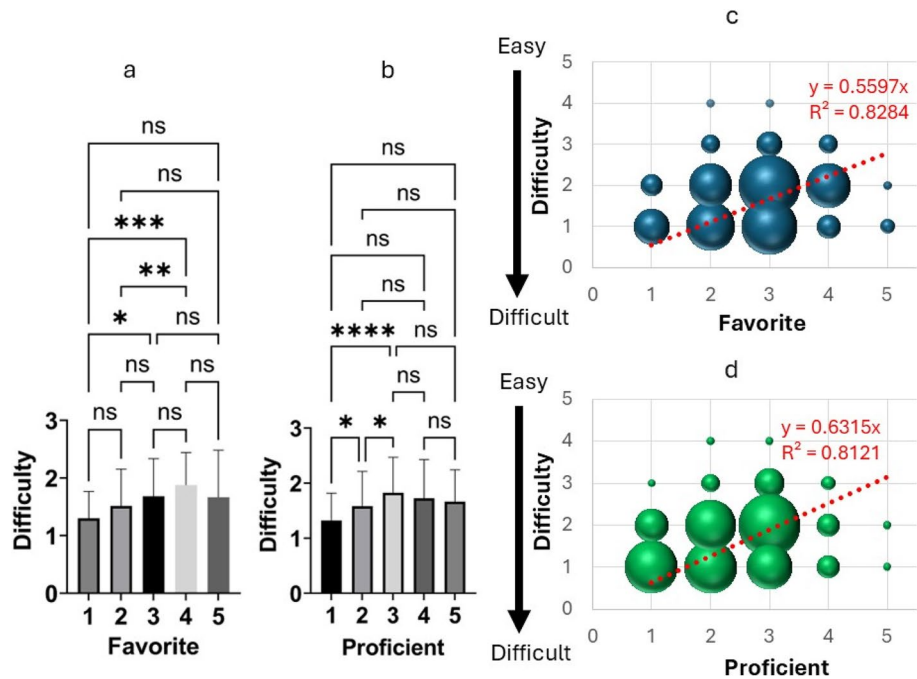 a
ns
ns
***
**
*
ns
ns
ns
ns
ns
3
2
1
0
Difficulty
1 2 3 4 5
Favorite
b
ns
ns
ns
ns
****
ns
ns
*
*
ns
3
2
1
0
Difficulty
1 2 3 4 5
Proficient
c
Easy
Difficult
5
4
3
2
1
0
Difficulty
y = 0.5597x
R² = 0.8284
0 1 2 3 4 5
Favorite
d
Easy
Difficult
5
4
3
2
1
0
Difficulty
y = 0.6315x
R² = 0.8121
0 1 2 3 4 5
Proficient